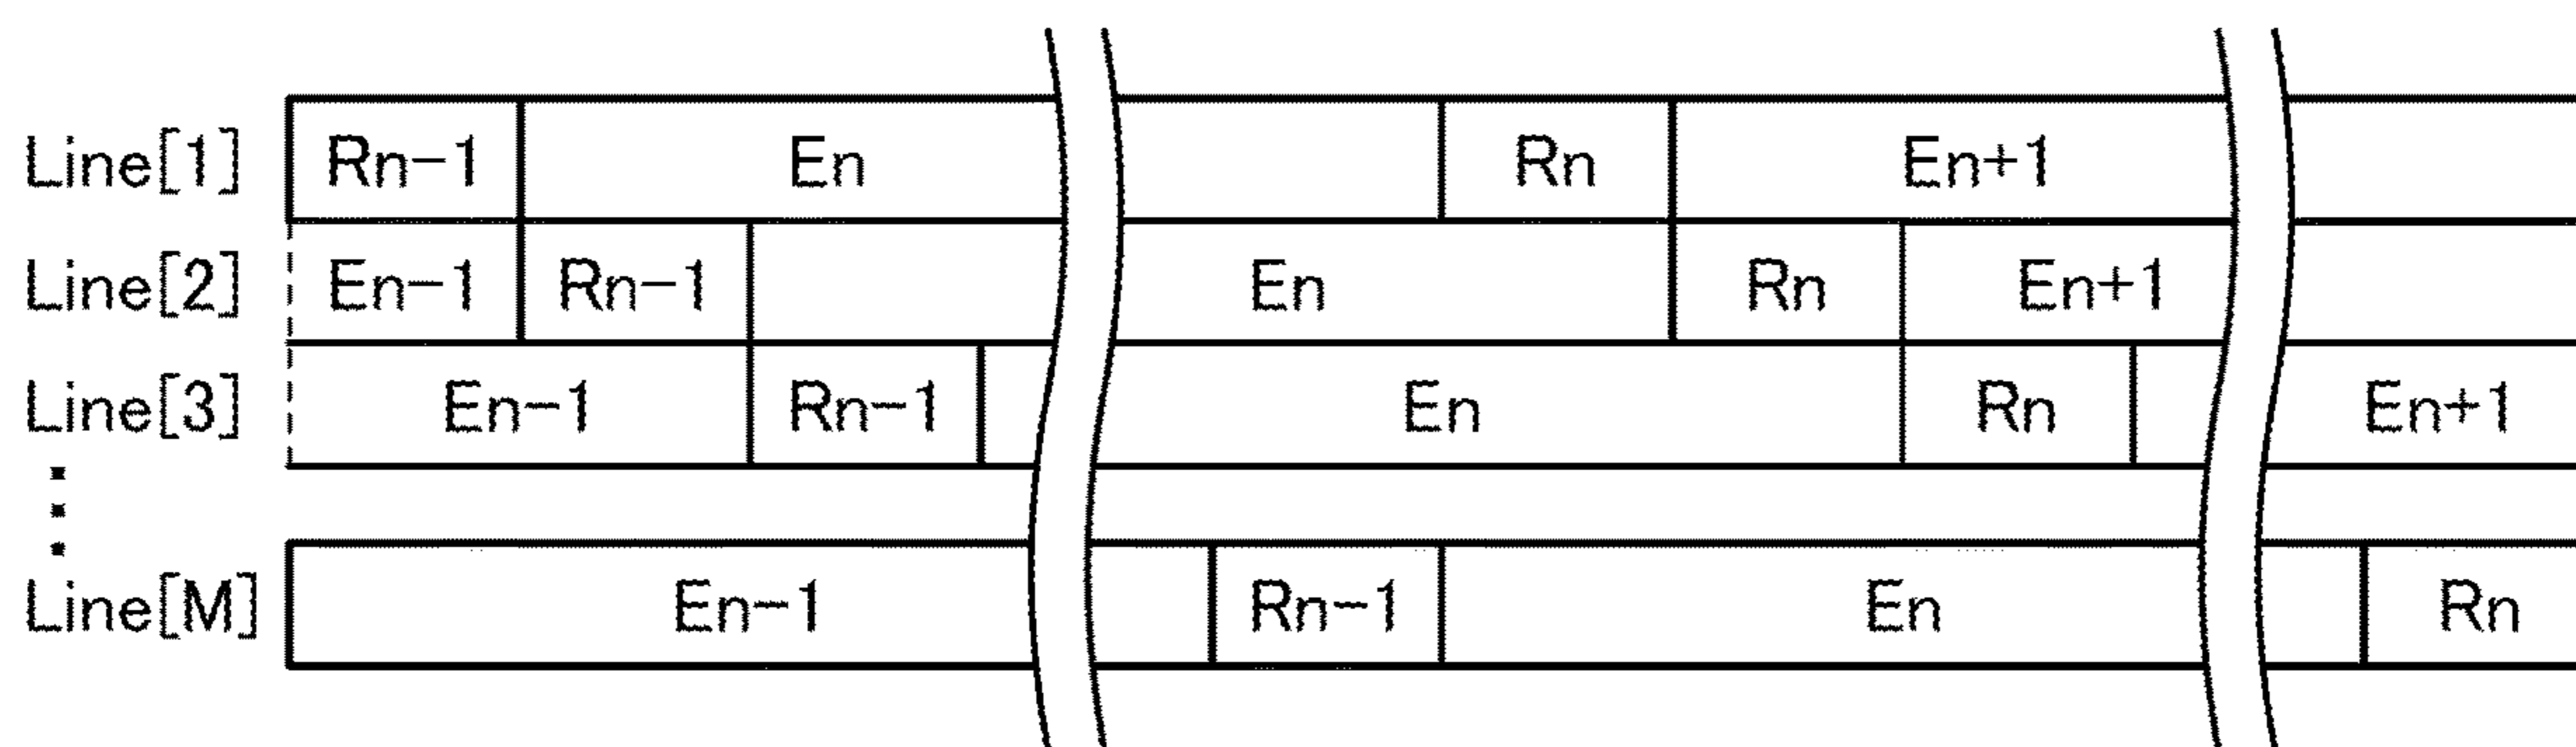 Line[1] Rn-1 En Rn En+1
Line[2] En-1 Rn-1 En Rn En+1
Line[3] En-1 Rn-1 En Rn En+1
Line[M] En-1 Rn-1 En Rn